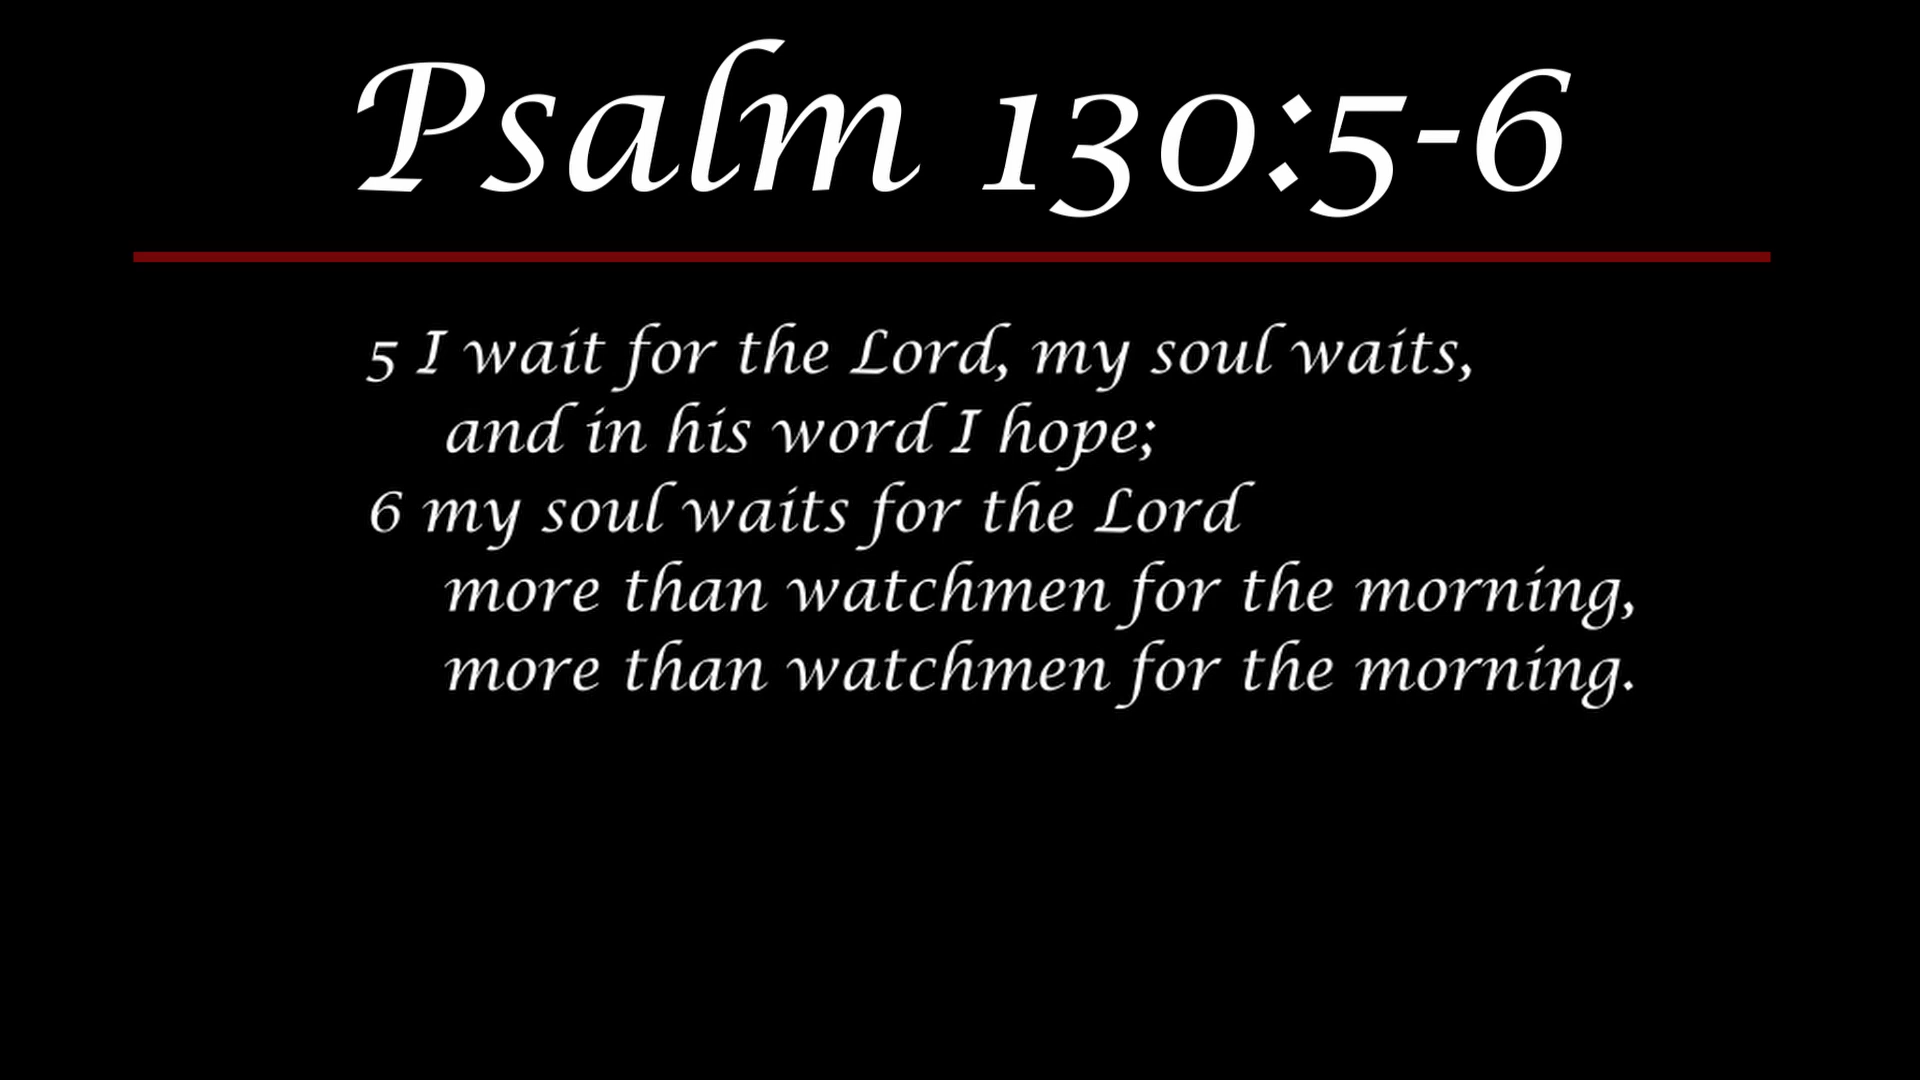 Psalm 130:5-6
5 I wait for the Lord, my soul waits,
and in his word I hope;
6 my soul waits for the Lord
more than watchmen for the morning,
more than watchmen for the morning.